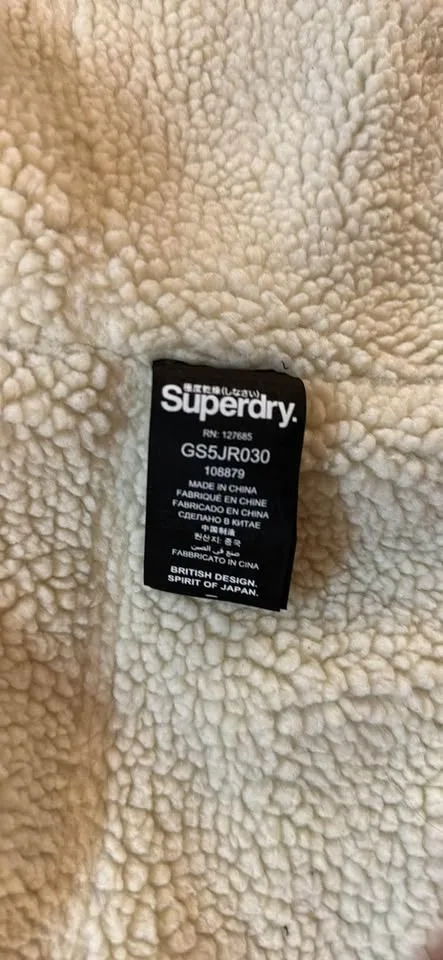 極度乾燥(しなさい)
Superdry.
RN: 127685
GS5JR030
108879
MADE IN CHINA
FABRIQUÉ EN CHINE
FABRICADO EN CHINA
СДЕЛАНО В КИТАЕ
中国制造
원산지: 중국
صنع في الصين
FABBRICATO IN CINA
BRITISH DESIGN.
SPIRIT OF JAPAN.